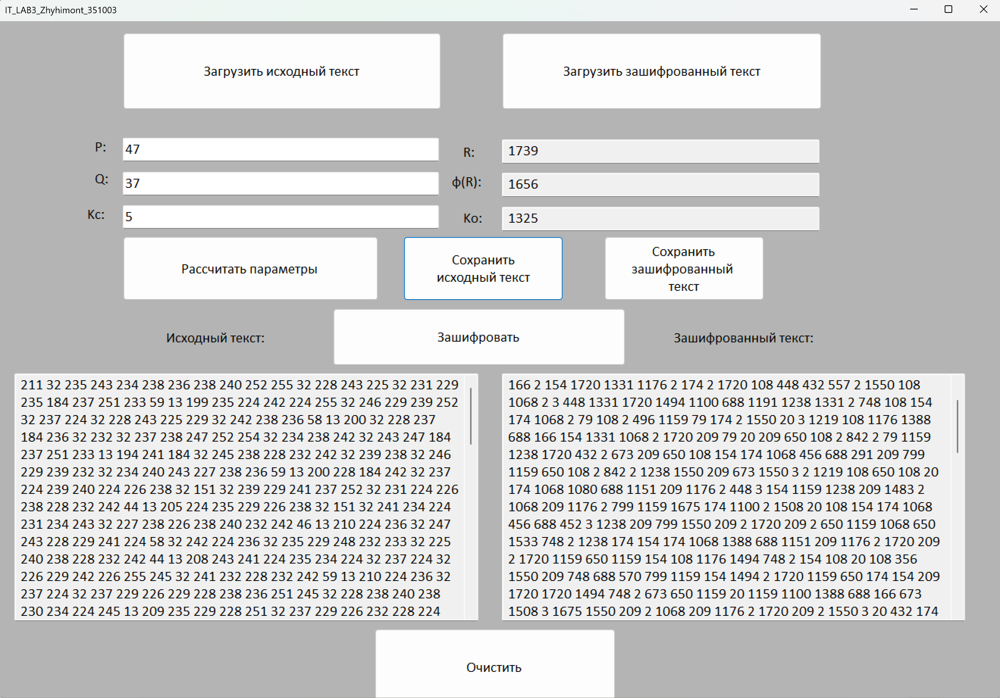 IT_LAB3_Zhyhimont_351003
Загрузить исходный текст
Загрузить зашифрованный текст
P:
47
R:
1739
Q:
37
ф(R):
1656
Kc:
5
Ko:
1325
Рассчитать параметры
Сохранить
исходный текст
Сохранить
зашифрованный
текст
Исходный текст:
Зашифровать
Зашифрованный текст:
211 32 235 243 234 238 236 238 240 252 255 32 228 243 225 32 231 229
235 184 237 251 233 59 13 199 235 224 242 224 255 32 246 229 239 252
32 237 224 32 228 243 225 229 32 242 238 236 58 13 200 32 228 237
184 236 32 232 32 237 238 247 252 254 32 234 238 242 32 243 247 184
237 251 233 13 194 241 184 32 245 238 228 232 242 32 239 238 32 246
229 239 232 32 234 240 243 227 238 236 59 13 200 228 184 242 32 237
224 239 240 224 226 238 32 151 32 239 229 241 237 252 32 231 224 226
238 228 232 242 44 13 205 224 235 229 226 238 32 151 32 241 234 224
231 234 243 32 227 238 226 238 240 232 242 46 13 210 224 236 32 247
243 228 229 241 224 58 32 242 224 236 32 235 229 248 232 233 32 225
240 238 228 232 242 44 13 208 243 241 224 235 234 224 32 237 224 32
226 229 242 226 255 245 32 241 232 228 232 242 59 13 210 224 236 32
237 224 32 237 229 226 229 228 238 236 251 245 32 228 238 240 238
230 234 224 245 13 209 235 229 228 251 32 237 229 226 232 228 224
166 2 154 1720 1331 1176 2 174 2 1720 108 448 432 557 2 1550 108
1068 2 3 448 1331 1720 1494 1100 688 1191 1238 1331 2 748 108 154
174 1068 2 79 108 2 496 1159 79 174 2 1550 20 3 1219 108 1176 1388
688 166 154 1331 1068 2 1720 209 79 20 209 650 108 2 842 2 79 1159
1238 1720 432 2 673 209 650 108 154 174 1068 456 688 291 209 799
1159 650 108 2 842 2 1238 1550 209 673 1550 3 2 1219 108 650 108 20
174 1068 1080 688 1151 209 1176 2 448 3 154 1159 1238 209 1483 2
1068 209 1176 2 799 1159 1675 174 1100 2 1508 20 108 154 174 1068
456 688 452 3 1238 209 799 1550 209 2 1720 209 2 650 1159 1068 650
1533 748 2 1238 174 154 174 1068 1388 688 1151 209 1176 2 1720 209
2 1720 1159 650 1159 154 108 1176 1494 748 2 154 108 20 108 356
1550 209 748 688 570 799 1159 154 1494 2 1720 1159 650 174 154 209
1720 1720 1494 748 2 673 650 1159 20 1159 1100 1388 688 166 673
1508 3 1675 1550 209 2 1068 209 1176 2 1720 209 2 1550 3 20 432 174
Очистить